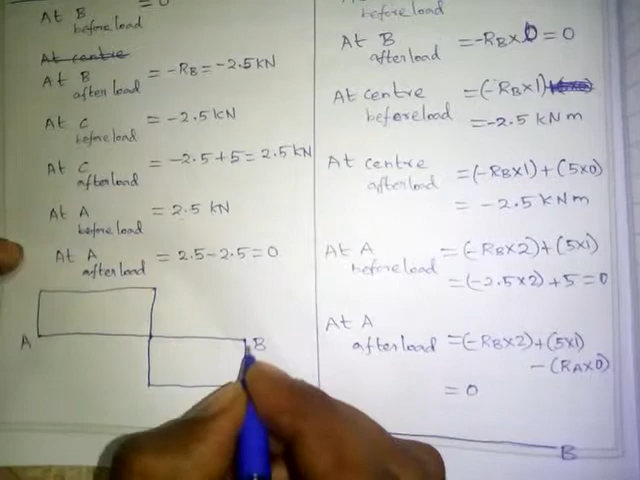 At B
before load = 0
At centre
At B
after load = -RB = -2.5 kN
At C
before load = -2.5 kN
At C
after load = -2.5+5 = 2.5 kN
At A
before load = 2.5 kN
At A
after load = 2.5-2.5 = 0
A
B
before load
At B
after load = -RB×0 = 0
At centre
before load = (-RB×1)
= -2.5 kNm
At centre
after load = (-RB×1) + (5×0)
= -2.5 kNm
At A
before load = (-RB×2) + (5×1)
= (-2.5×2) + 5 = 0
At A
after load = (-RB×2) + (5×1)
- (RA×0)
= 0
B